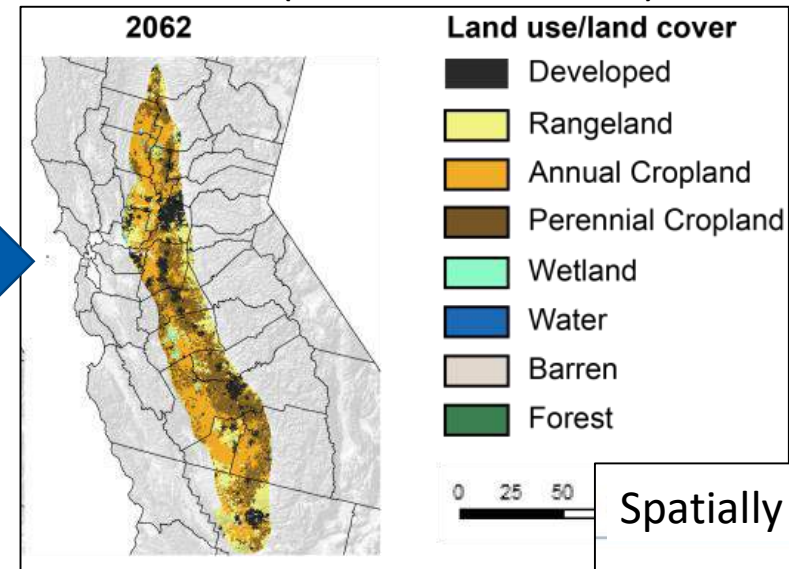 2062
Land use/land cover
Developed
Rangeland
Annual Cropland
Perennial Cropland
Wetland
Water
Barren
Forest
0 25 50
Spatially